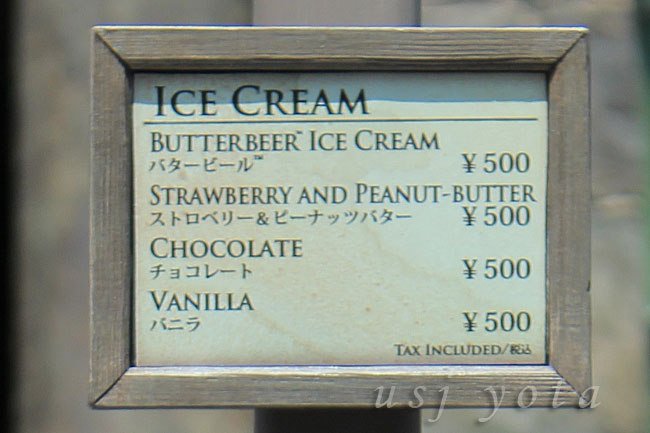 ICE CREAM
BUTTERBEER™ ICE CREAM
バタービール™ ¥500
STRAWBERRY AND PEANUT-BUTTER
ストロベリー&ピーナッツバター ¥500
CHOCOLATE
チョコレート ¥500
VANILLA
バニラ ¥500
TAX INCLUDED/税込
usj yota